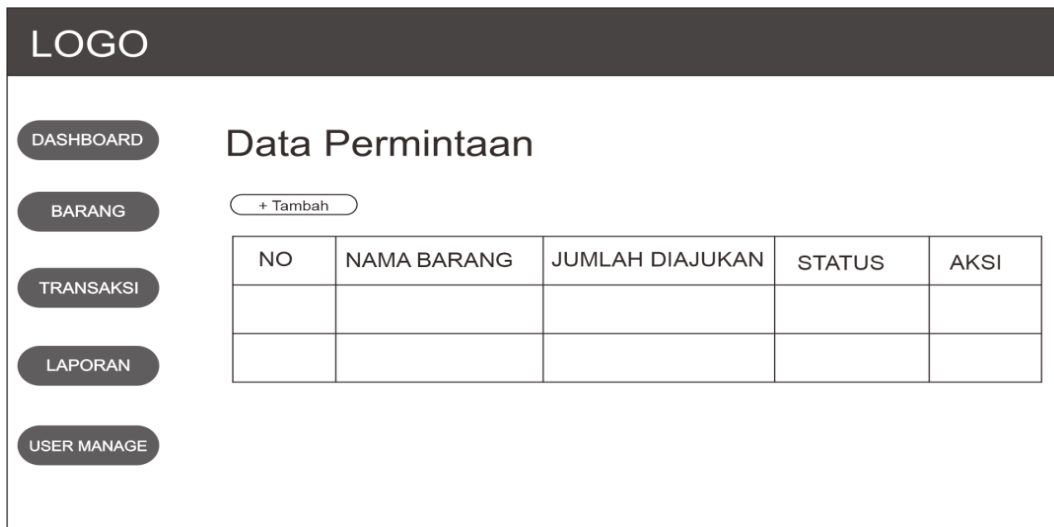 LOGO
DASHBOARD
BARANG
TRANSAKSI
LAPORAN
USER MANAGE
Data Permintaan
+ Tambah
NO NAMA BARANG JUMLAH DIAJUKAN STATUS AKSI